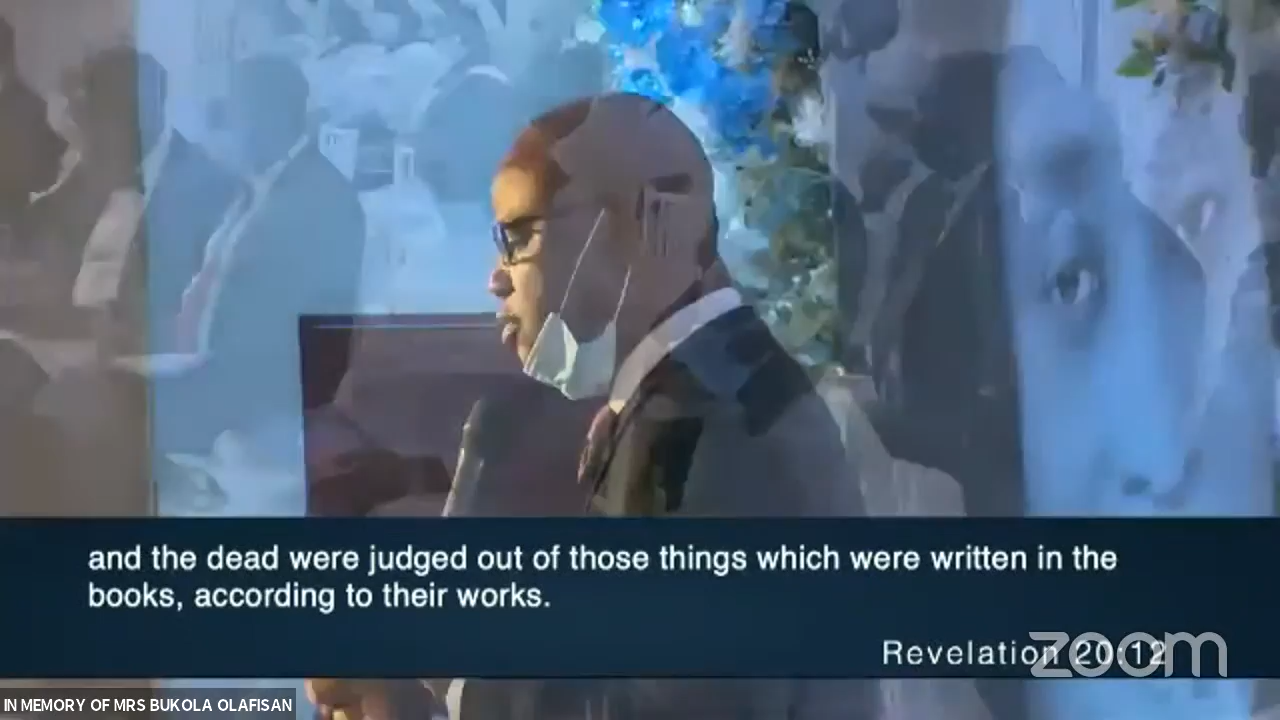 and the dead were judged out of those things which were written in the
books, according to their works.
Revelation 20:12
zoom
IN MEMORY OF MRS BUKOLA OLAFISAN